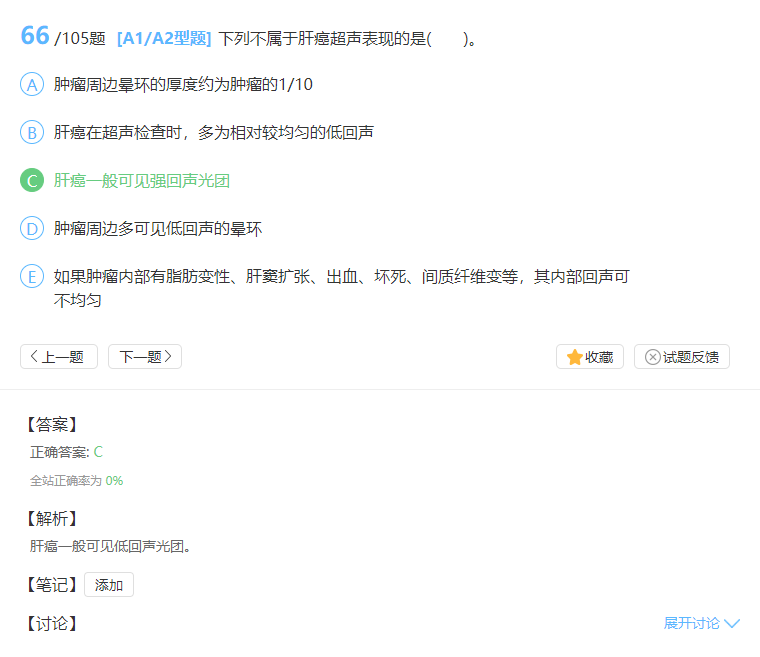 66 /105题 [A1/A2型题] 下列不属于肝癌超声表现的是(  )。
A 肿瘤周边晕环的厚度约为肿瘤的1/10
B 肝癌在超声检查时，多为相对较均匀的低回声
C 肝癌一般可见强回声光团
D 肿瘤周边多可见低回声的晕环
E 如果肿瘤内部有脂肪变性、肝窦扩张、出血、坏死、间质纤维变等，其内部回声可
不均匀
上一题 下一题 收藏 试题反馈
【答案】
正确答案: C
全站正确率为 0%
【解析】
肝癌一般可见低回声光团。
【笔记】 添加
【讨论】 展开讨论